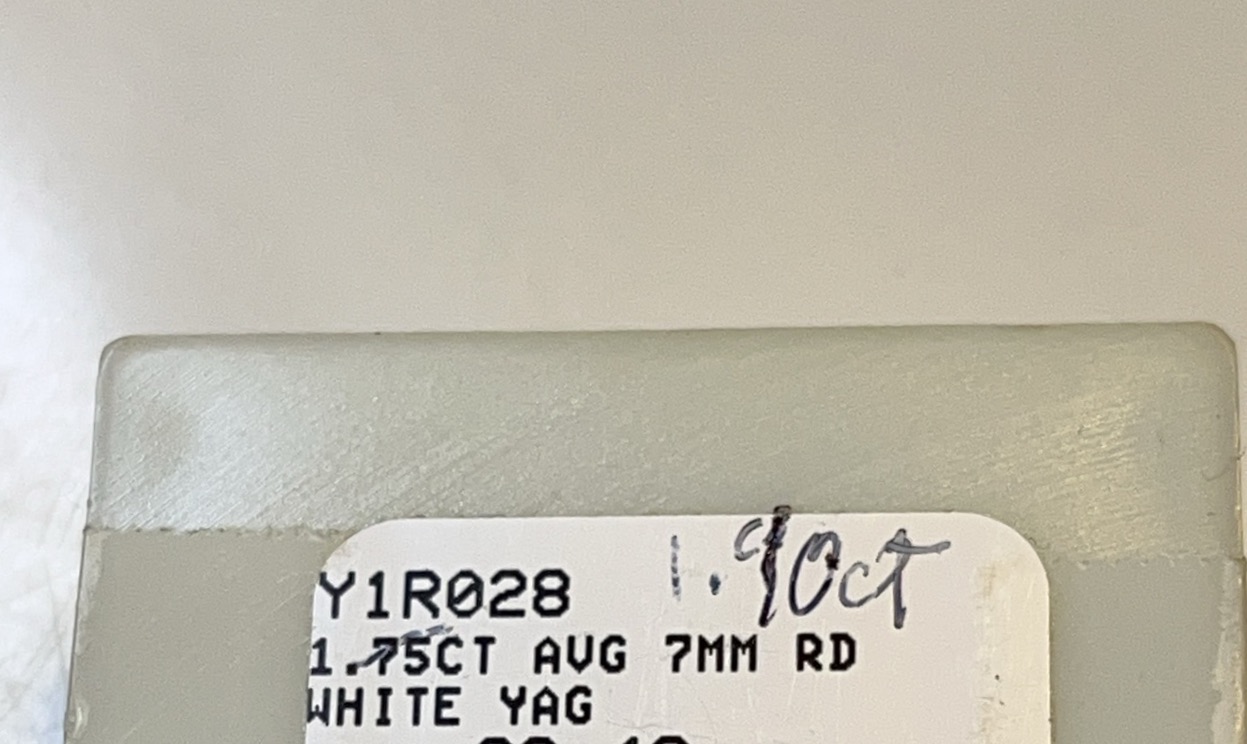 Y1R028 1.90ct
1.75CT AVG 7MM RD
WHITE YAG